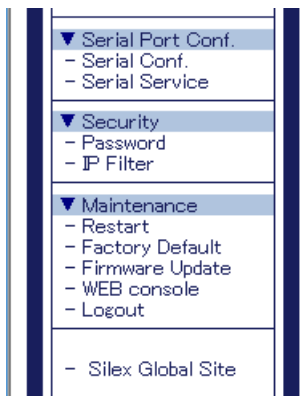 ▼ Serial Port Conf.
– Serial Conf.
– Serial Service
▼ Security
– Password
– IP Filter
▼ Maintenance
– Restart
– Factory Default
– Firmware Update
– WEB console
– Logout
– Silex Global Site